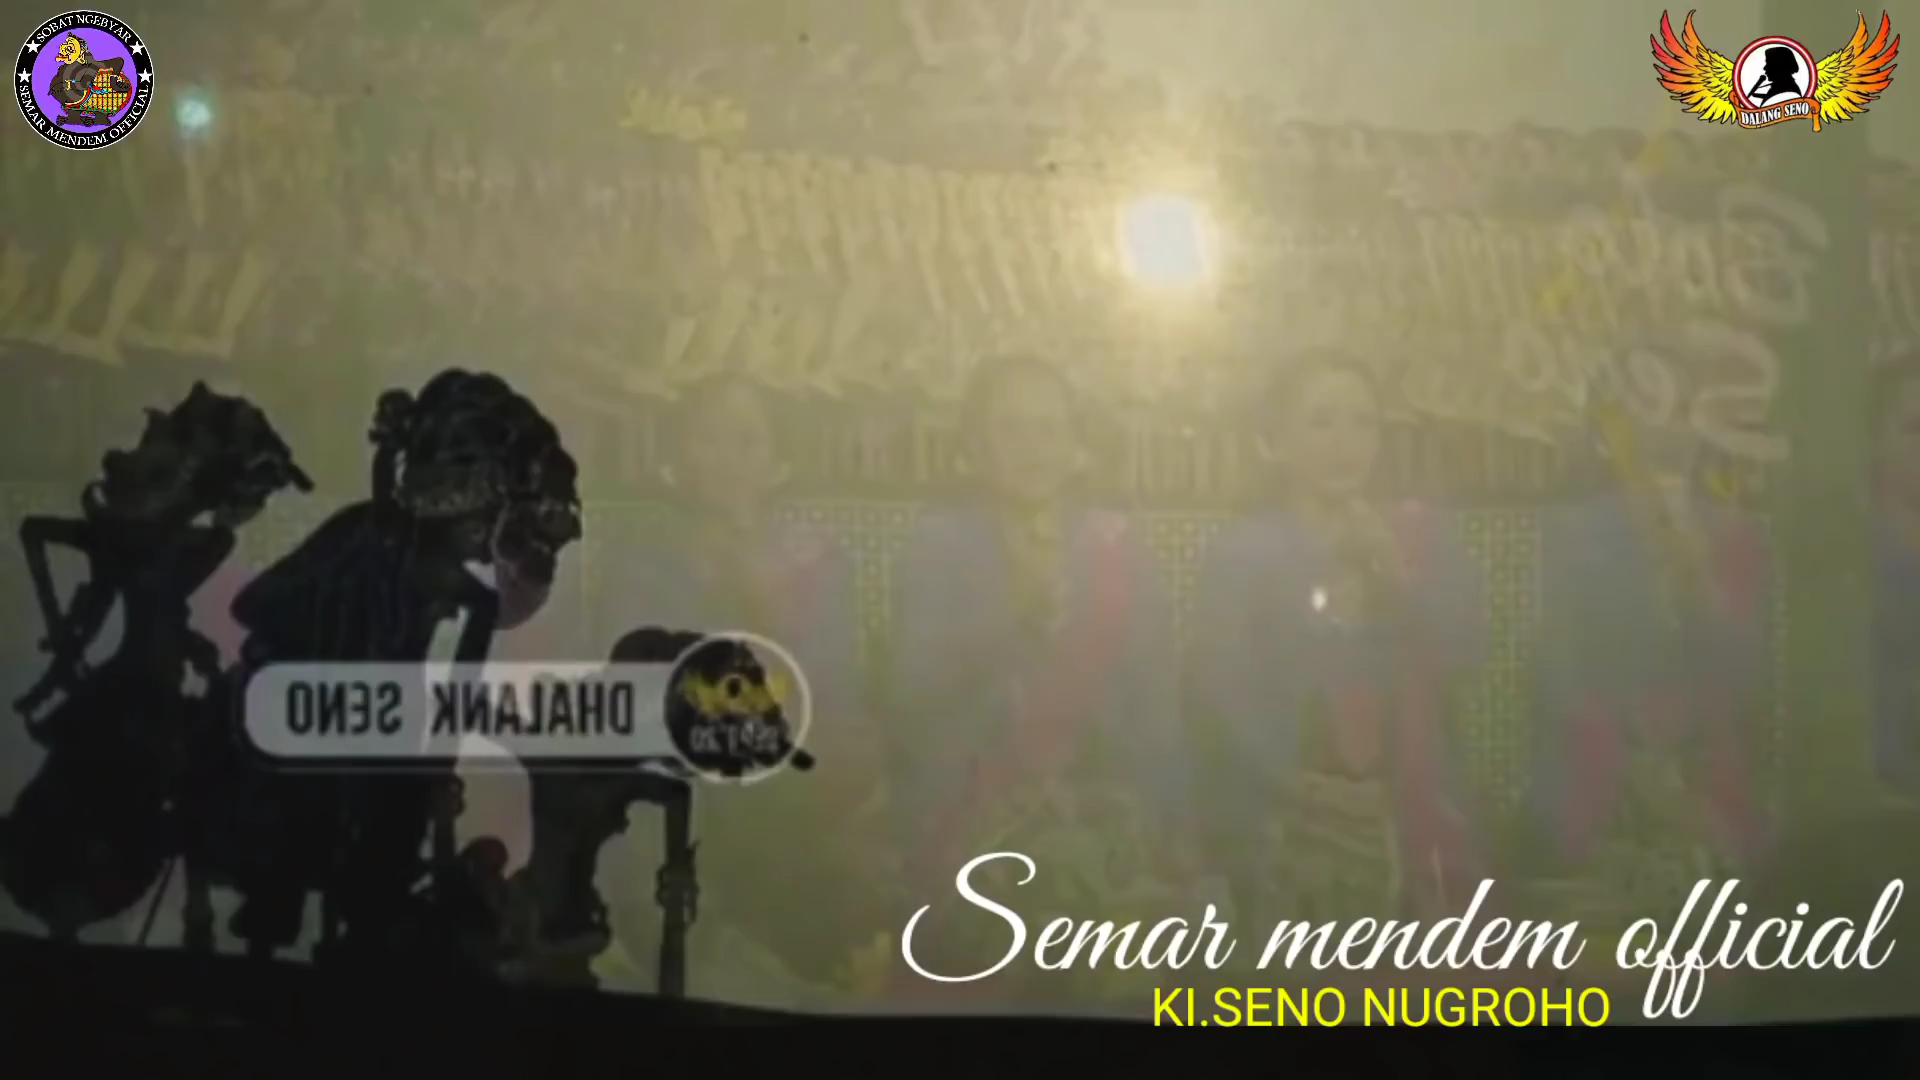 SOBAT NGEBYAR
SEMAR MENDEM OFFICIAL
DALANG SENO
DHALANK SENO
Semar mendem official
KI.SENO NUGROHO